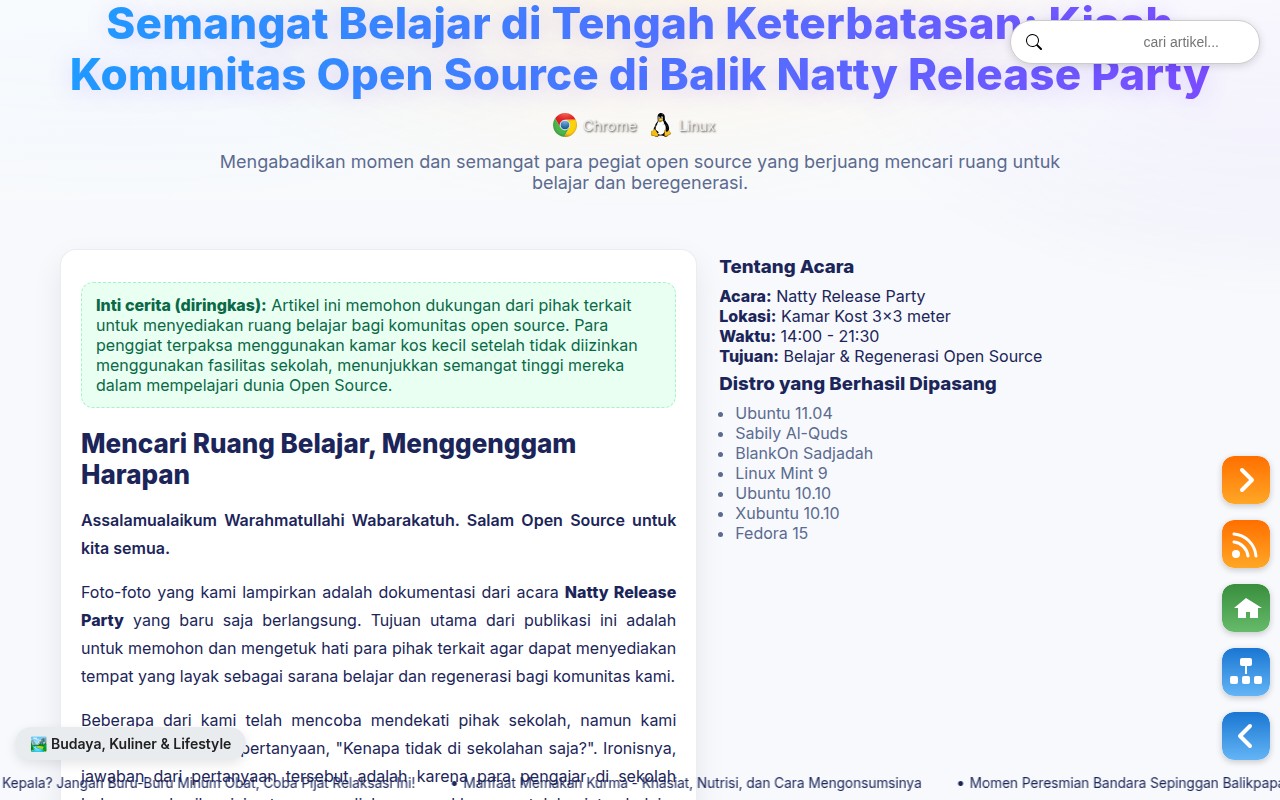 Semangat Belajar di Tengah Keterbatasan: Kisah
Komunitas Open Source di Balik Natty Release Party
cari artikel...
Chrome Linux
Mengabadikan momen dan semangat para pegiat open source yang berjuang mencari ruang untuk
belajar dan beregenerasi.
Inti cerita (diringkas): Artikel ini memohon dukungan dari pihak terkait
untuk menyediakan ruang belajar bagi komunitas open source. Para
penggiat terpaksa menggunakan kamar kos kecil setelah tidak diizinkan
menggunakan fasilitas sekolah, menunjukkan semangat tinggi mereka
dalam mempelajari dunia Open Source.
Mencari Ruang Belajar, Menggenggam
Harapan
Assalamualaikum Warahmatullahi Wabarakatuh. Salam Open Source untuk
kita semua.
Foto-foto yang kami lampirkan adalah dokumentasi dari acara Natty Release
Party yang baru saja berlangsung. Tujuan utama dari publikasi ini adalah
untuk memohon dan mengetuk hati para pihak terkait agar dapat menyediakan
tempat yang layak sebagai sarana belajar dan regenerasi bagi komunitas kami.
Beberapa dari kami telah mencoba mendekati pihak sekolah, namun kami
pertanyaan, "Kenapa tidak di sekolahan saja?". Ironisnya,
jawaban dari pertanyaan tersebut adalah karena para pengajar di sekolah
Tentang Acara
Acara: Natty Release Party
Lokasi: Kamar Kost 3×3 meter
Waktu: 14:00 - 21:30
Tujuan: Belajar & Regenerasi Open Source
Distro yang Berhasil Dipasang
• Ubuntu 11.04
• Sabily Al-Quds
• BlankOn Sadjadah
• Linux Mint 9
• Ubuntu 10.10
• Xubuntu 10.10
• Fedora 15
Budaya, Kuliner & Lifestyle
Kepala? Jangan Buru-Buru Minum Obat, Coba Pijat Relaksasi Ini! • Manfaat Memakan Kurma - Khasiat, Nutrisi, dan Cara Mengonsumsinya • Momen Peresmian Bandara Sepinggan Balikpapa